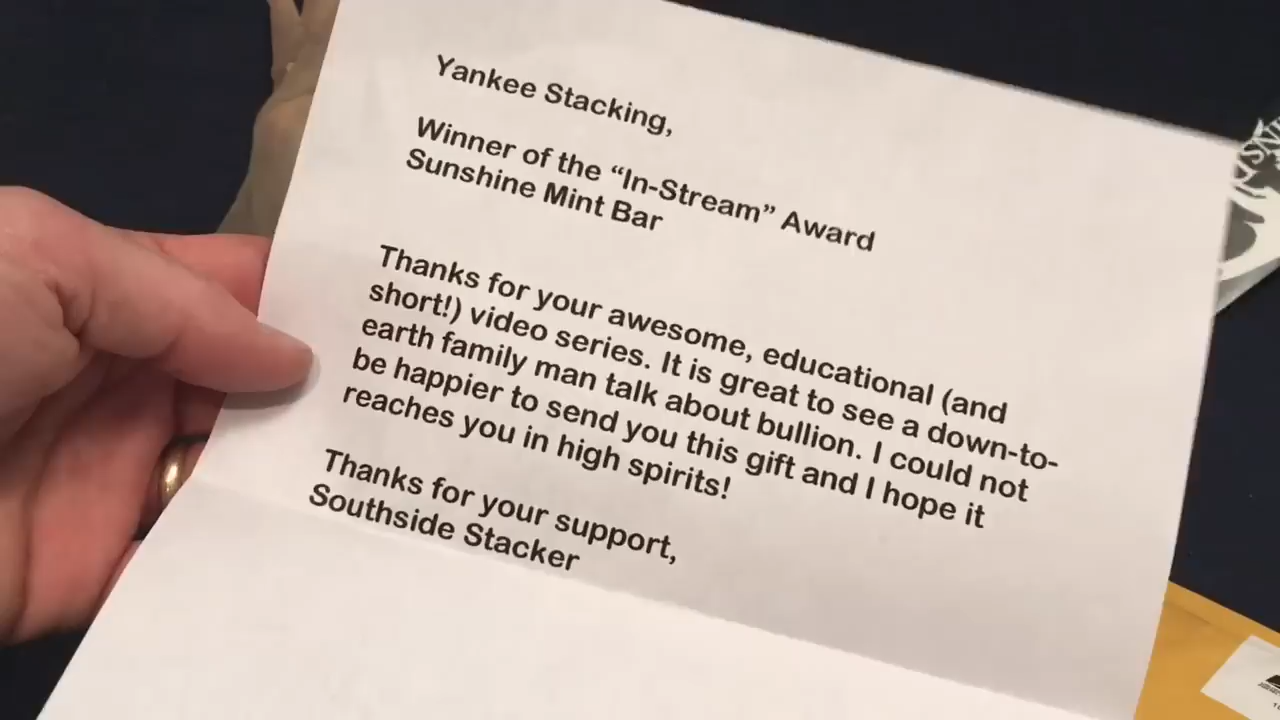 Yankee Stacking,
Winner of the “In-Stream” Award
Sunshine Mint Bar
Thanks for your awesome, educational (and
short!) video series. It is great to see a down-to-
earth family man talk about bullion. I could not
be happier to send you this gift and I hope it
reaches you in high spirits!
Thanks for your support,
Southside Stacker